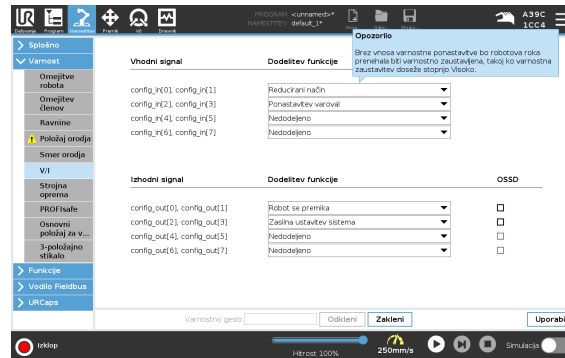 PROGRAM <unnamed>*
NAMESTITEV default_1*
A39C
1CC4
Delovanje Program Namestitev Premik V/I Dnevnik
Opozorilo
Brez vnosa varnostne ponastavitve bo robotova roka
prenehala biti varnostno zaustavljena, takoj ko varnostna
zaustavitev doseže stopnjo Visoko.
Splošno
Varnost
Omejitve
robota
Omejitev
členov
Ravnine
Položaj orodja
Smer orodja
V/I
Strojna
oprema
PROFIsafe
Osnovni
položaj za v...
3-položajno
stikalo
Funkcije
Vodilo Fieldbus
URCaps
Vhodni signal Dodelitev funkcije
config_in[0], config_in[1] Reducirani način
config_in[2], config_in[3] Ponastavitev varoval
config_in[4], config_in[5] Nedodeljeno
config_in[6], config_in[7] Nedodeljeno
Izhodni signal Dodelitev funkcije OSSD
config_out[0], config_out[1] Robot se premika
config_out[2], config_out[3] Zasilna ustavitev sistema
config_out[4], config_out[5] Nedodeljeno
config_out[6], config_out[7] Nedodeljeno
Varnostno geslo Odkleni Zakleni Uporabi
Izklop
Hitrost 100%
250mm/s
Simulacija